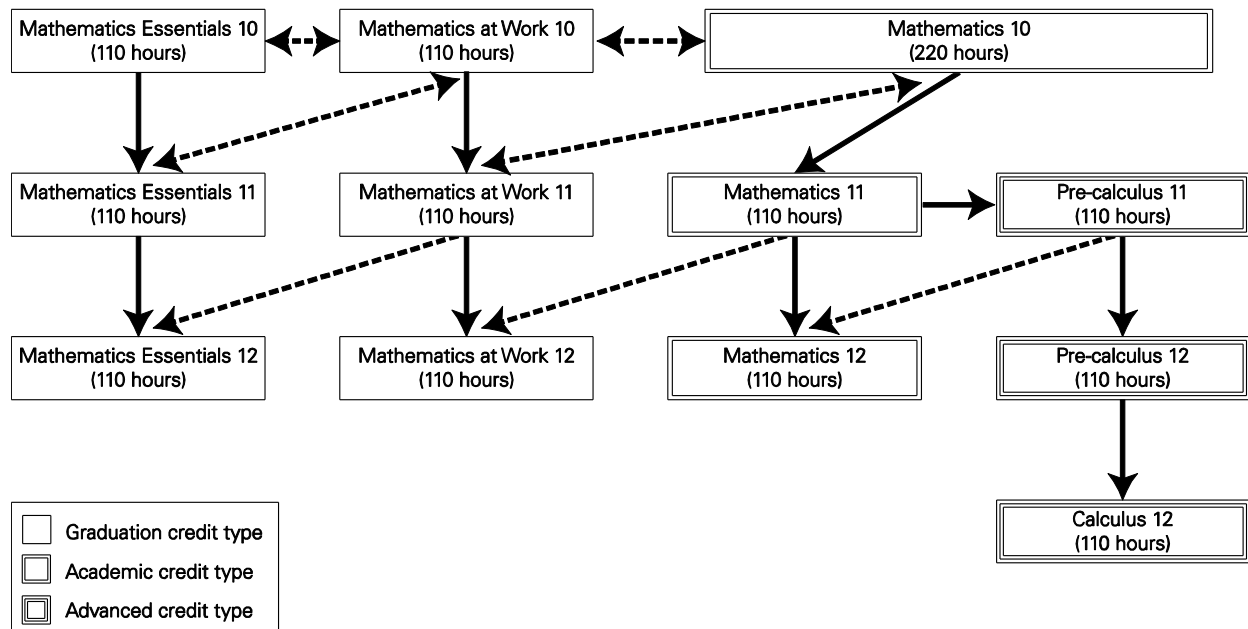 Mathematics Essentials 10
(110 hours)
Mathematics at Work 10
(110 hours)
Mathematics 10
(220 hours)
Mathematics Essentials 11
(110 hours)
Mathematics at Work 11
(110 hours)
Mathematics 11
(110 hours)
Pre-calculus 11
(110 hours)
Mathematics Essentials 12
(110 hours)
Mathematics at Work 12
(110 hours)
Mathematics 12
(110 hours)
Pre-calculus 12
(110 hours)
Calculus 12
(110 hours)
Graduation credit type
Academic credit type
Advanced credit type